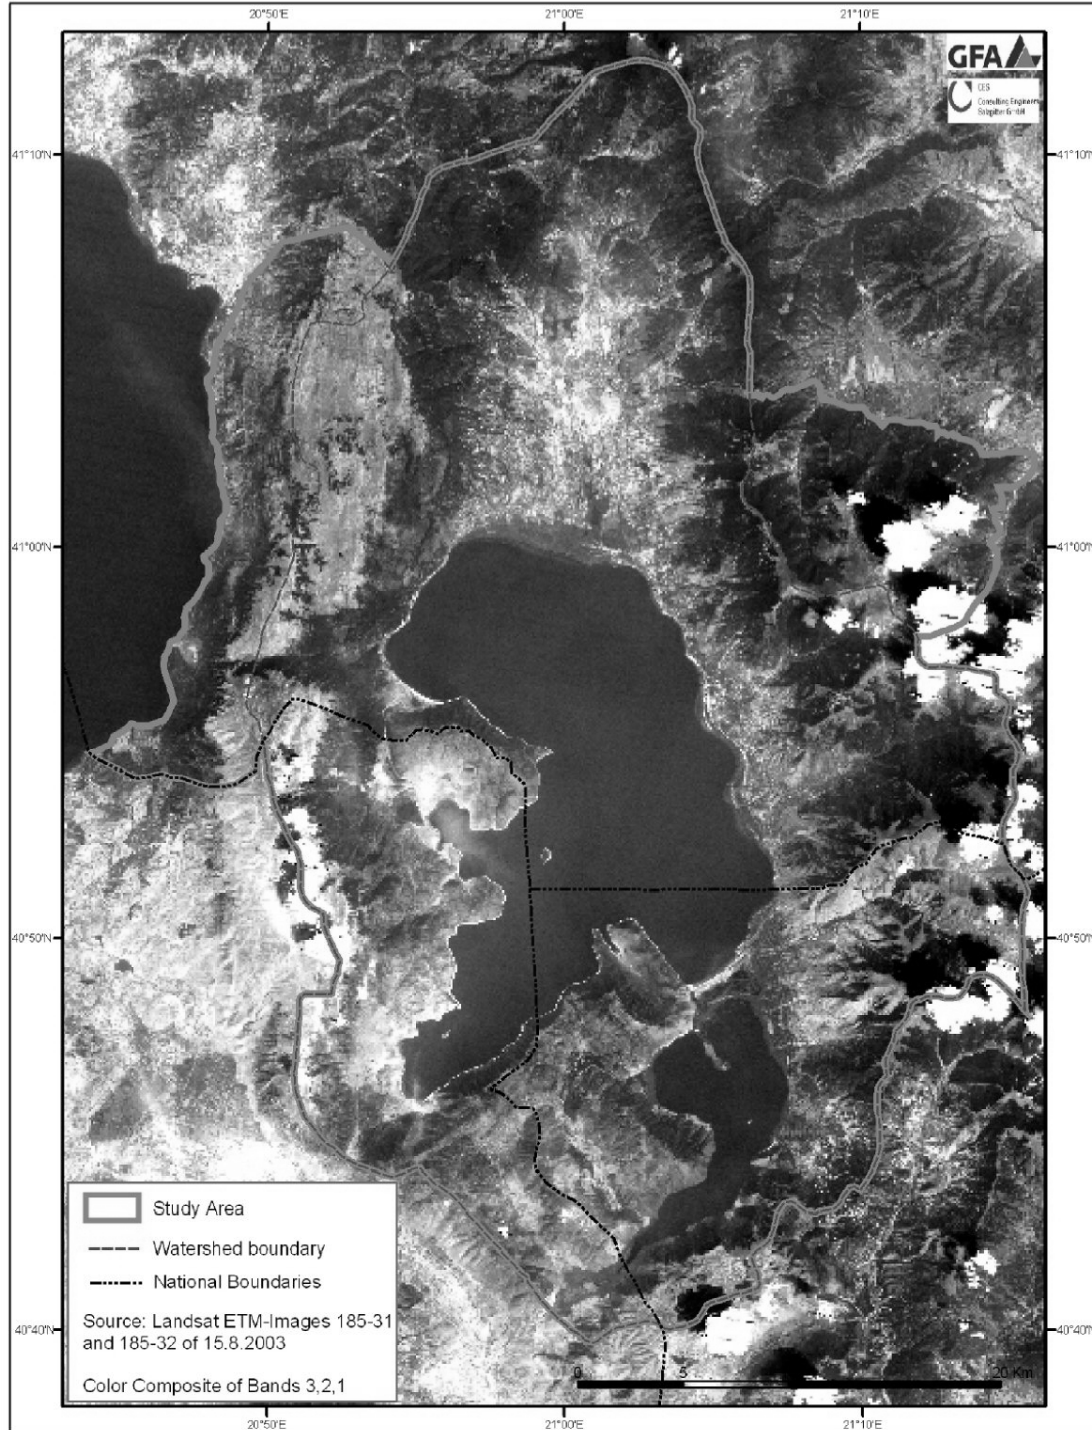 20°50'E 21°00'E 21°10'E
GFA
CES
Consulting Engineers
Salzgitter GmbH
41°10'N 41°10'N
41°00'N 41°00'N
40°50'N 40°50'N
Study Area
Watershed boundary
National Boundaries
Source: Landsat ETM-Images 185-31
and 185-32 of 15.8.2003
Color Composite of Bands 3,2,1
40°40'N 40°40'N
0 5 20 Km
20°50'E 21°00'E 21°10'E